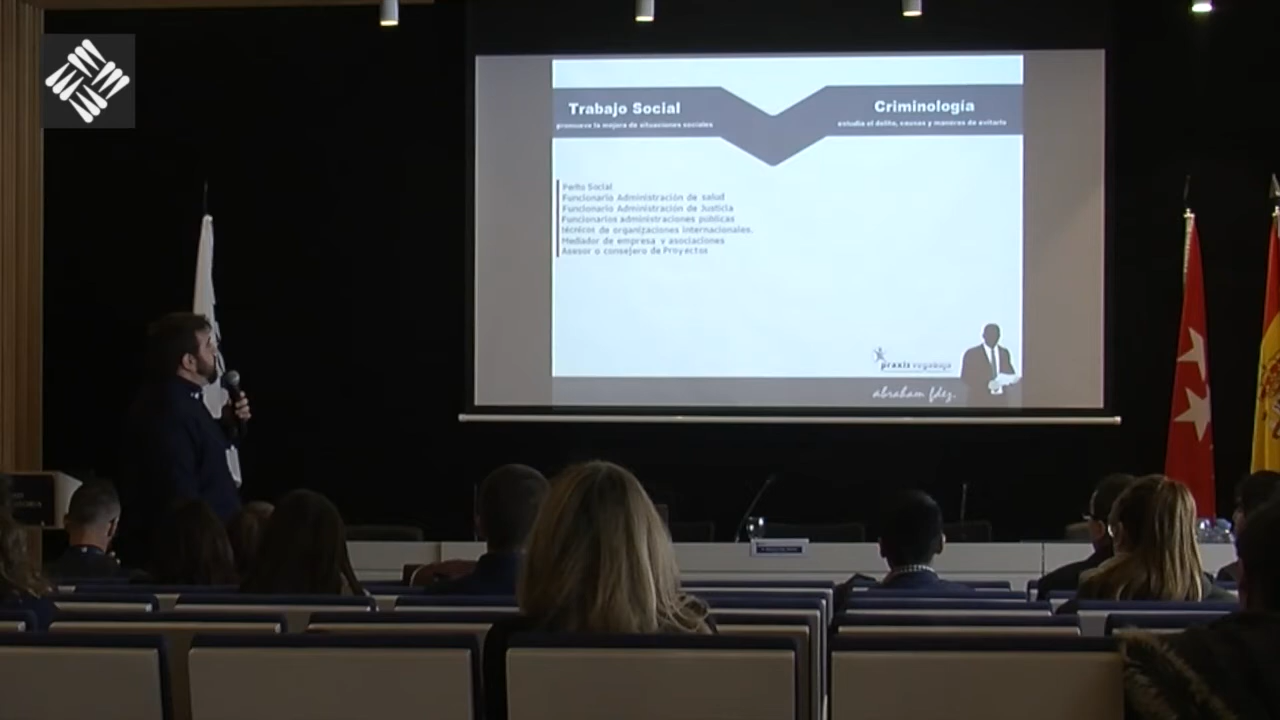 Trabajo Social
promueve la mejora de situaciones sociales
Criminología
estudia el delito, causas y maneras de evitarlo
Perito Social
Funcionario Administración de salud
Funcionario Administración de Justicia
Funcionarios administraciones públicas
técnicos de organizaciones internacionales.
Mediador de empresa y asociaciones
Asesor o consejero de Proyectos
praxis vegabaja
abraham fdez.